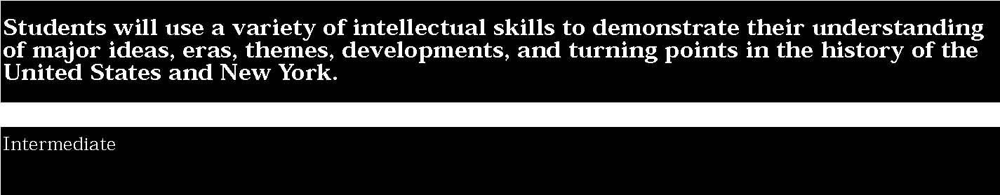 Students will use a variety of intellectual skills to demonstrate their understanding
of major ideas, eras, themes, developments, and turning points in the history of the
United States and New York.
Intermediate